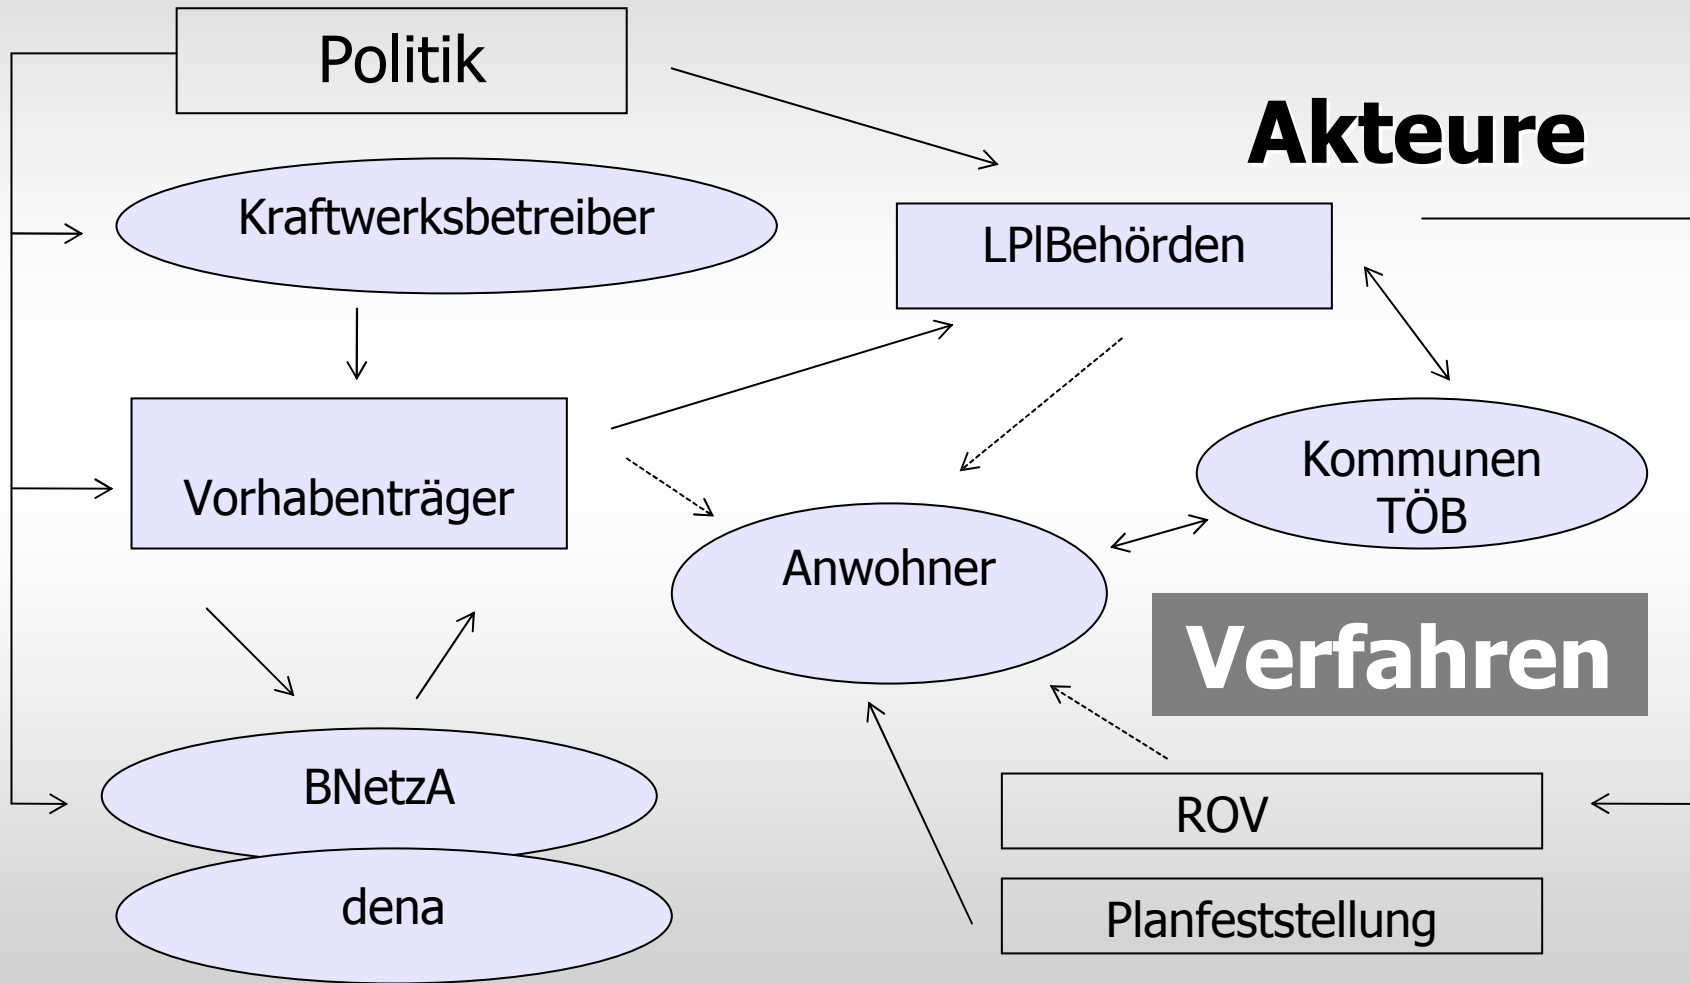 Politik
Akteure
Kraftwerksbetreiber
LPlBehörden
Vorhabenträger
Kommunen
TÖB
Anwohner
Verfahren
BNetzA
ROV
dena
Planfeststellung